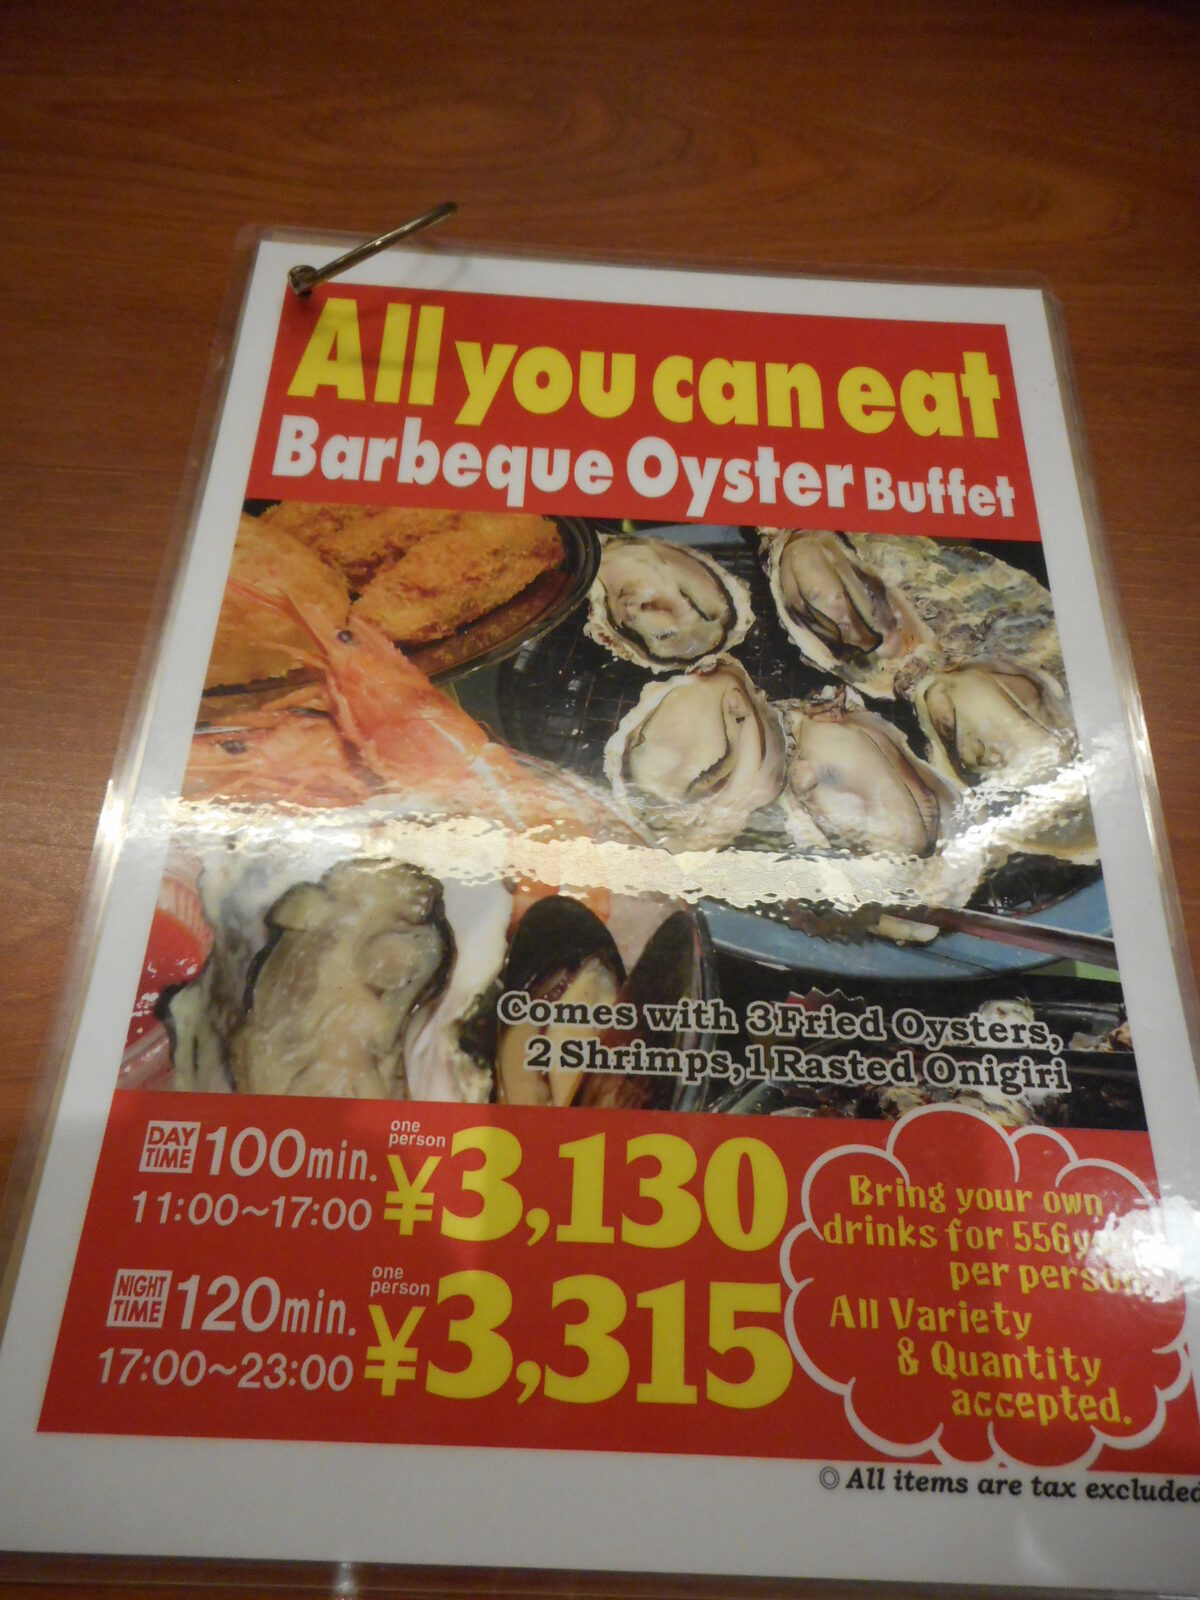 All you can eat
Barbeque Oyster Buffet
Comes with 3 Fried Oysters,
2 Shrimps, 1 Rasted Onigiri
DAY TIME 100min. one person ¥3,130
11:00~17:00
NIGHT TIME 120min. one person ¥3,315
17:00~23:00
Bring your own
drinks for 556
per person
All Variety
& Quantity
accepted.
◎ All items are tax excluded